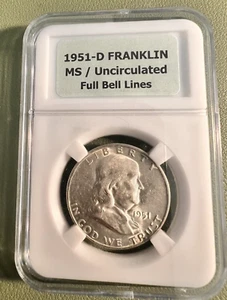 1951-D FRANKLIN
MS / Uncirculated
Full Bell Lines
LIBERTY
1951
IN GOD WE TRUST